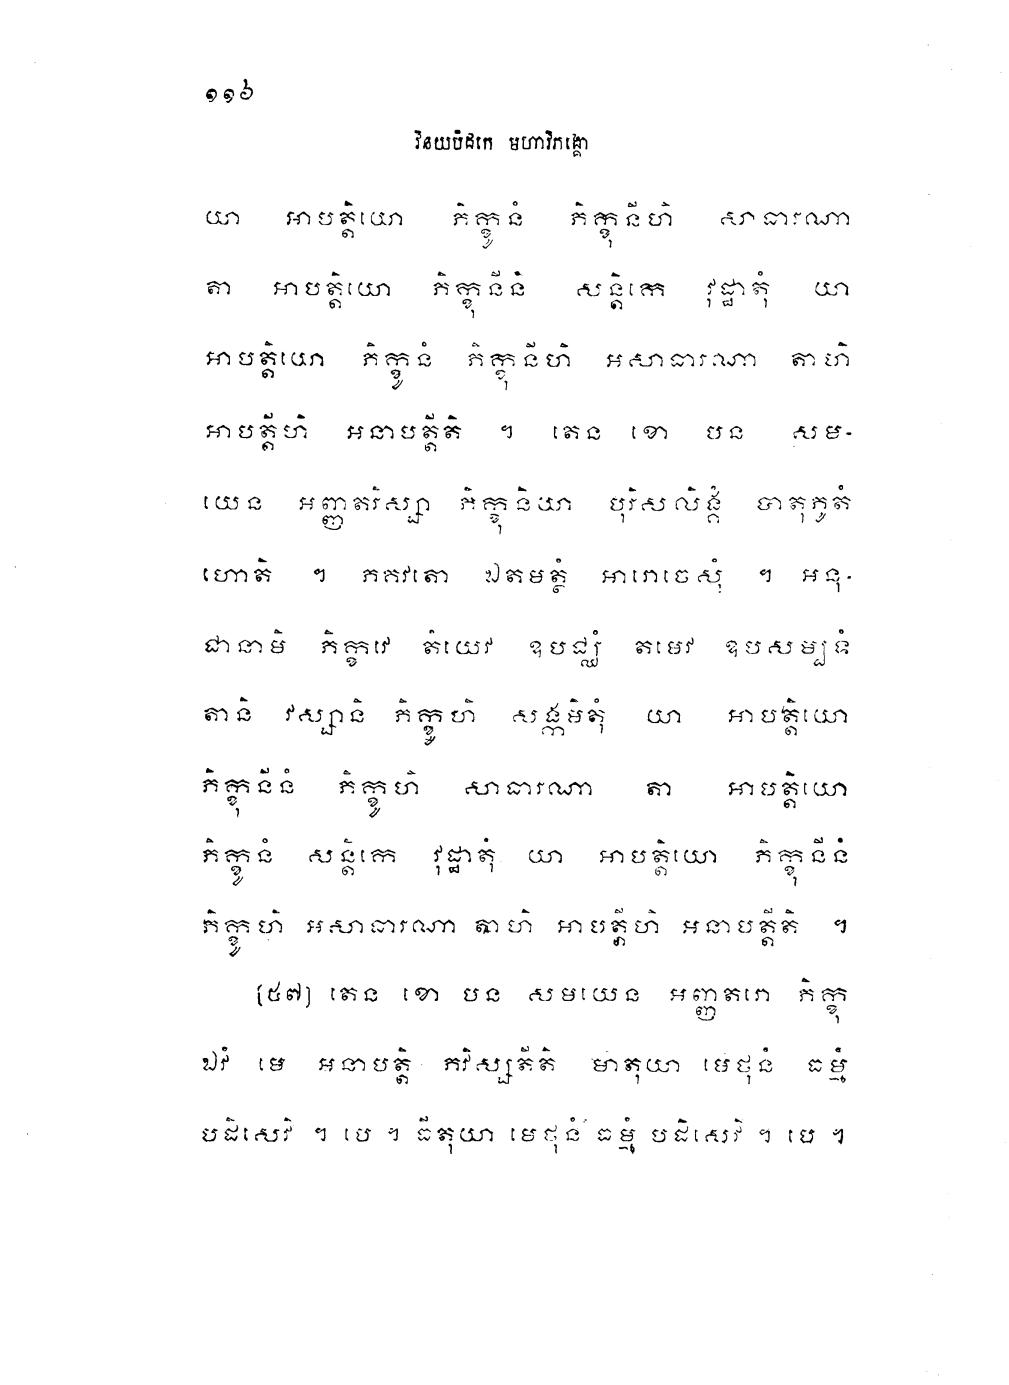 ១១៦
វិនយបិដកេ មហាវិភង្គោ
យា អាបត្តិយោ ភិក្ខូនំ ភិក្ខុនីហិ សាធារណា
តា អាបត្តិយោ ភិក្ខុនីនំ សន្តិកេ វុដ្ឋាតុំ យា
អាបត្តិយោ ភិក្ខូនំ ភិក្ខុនីហិ អសាធារណា តាហិ
អាបត្តីហិ អនាបត្តីតិ ។ តេន ខោ បន សម-
យេន អញ្ញតរិស្សា ភិក្ខុនិយា បុរិសលិង្គំ បាតុភូតំ
ហោតិ ។ ភគវតោ ឯតមត្ថំ អារោចេសុំ ។ អនុ-
ជានាមិ ភិក្ខវេ តំយេវ ឧបជ្ឈំ តមេវ ឧបសម្បទំ
តានិ វស្សានិ ភិក្ខូហិ សង្កមិតុំ យា អាបត្តិយោ
ភិក្ខុនីនំ ភិក្ខូហិ សាធារណា តា អាបត្តិយោ
ភិក្ខូនំ សន្តិកេ វុដ្ឋាតុំ យា អាបត្តិយោ ភិក្ខុនីនំ
ភិក្ខូហិ អសាធារណា តាហិ អាបត្តីហិ អនាបត្តីតិ ។
(៥៧) តេន ខោ បន សមយេន អញ្ញតរោ ភិក្ខុ
ឯវំ មេ អនាបត្តិ ភវិស្សតីតិ មាតុយា មេថុនំ ធម្មំ
បដិសេវិ ។ បេ ។ ធីតុយា មេថុនំ ធម្មំ បដិសេវិ ។ បេ ។